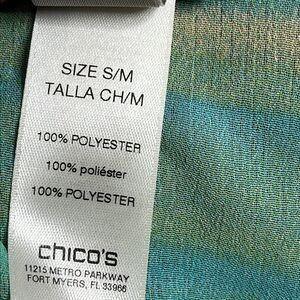 SIZE S/M
TALLA CH/M
100% POLYESTER
100% poliéster
100% POLYESTER
chico's
11215 METRO PARKWAY
FORT MYERS, FL 33966